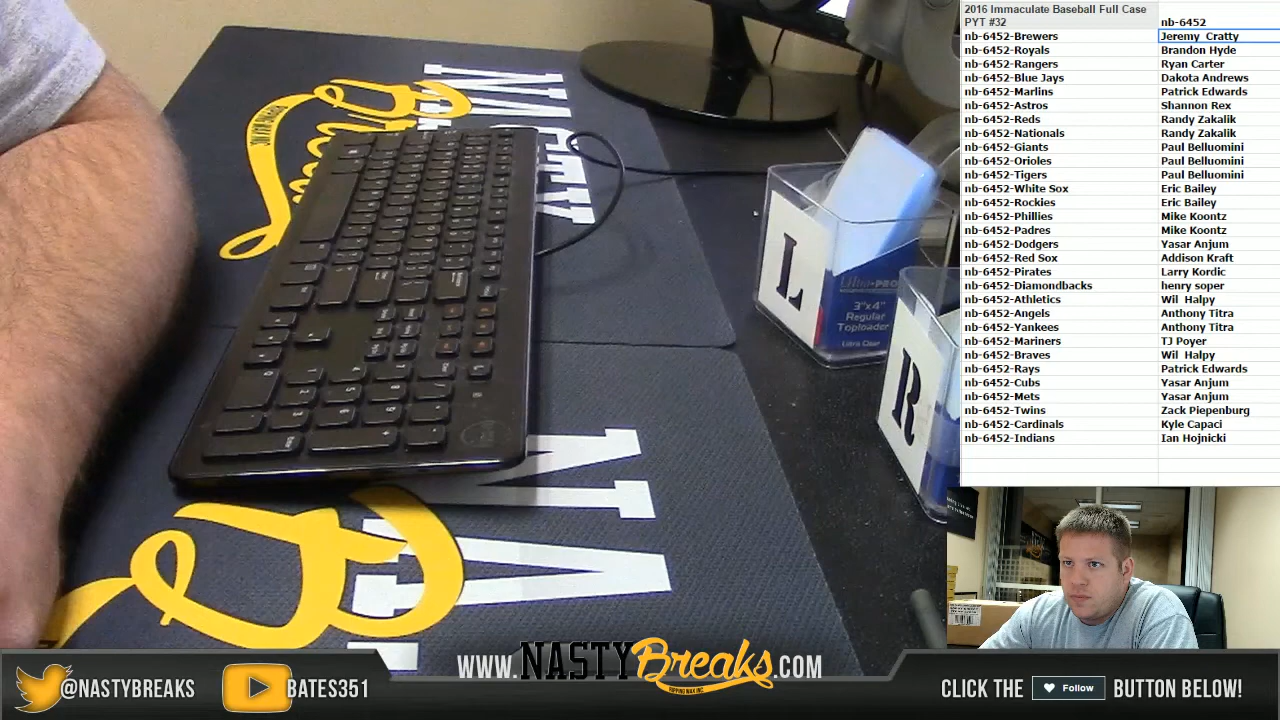 2016 Immaculate Baseball Full Case
PYT #32 nb-6452
nb-6452-Brewers Jeremy Cratty
nb-6452-Royals Brandon Hyde
nb-6452-Rangers Ryan Carter
nb-6452-Blue Jays Dakota Andrews
nb-6452-Marlins Patrick Edwards
nb-6452-Astros Shannon Rex
nb-6452-Reds Randy Zakalik
nb-6452-Nationals Randy Zakalik
nb-6452-Giants Paul Belluomini
nb-6452-Orioles Paul Belluomini
nb-6452-Tigers Paul Belluomini
nb-6452-White Sox Eric Bailey
nb-6452-Rockies Eric Bailey
nb-6452-Phillies Mike Koontz
nb-6452-Padres Mike Koontz
nb-6452-Dodgers Yasar Anjum
nb-6452-Red Sox Addison Kraft
nb-6452-Pirates Larry Kordic
nb-6452-Diamondbacks henry soper
nb-6452-Athletics Wil Halpy
nb-6452-Angels Anthony Titra
nb-6452-Yankees Anthony Titra
nb-6452-Mariners TJ Poyer
nb-6452-Braves Wil Halpy
nb-6452-Rays Patrick Edwards
nb-6452-Cubs Yasar Anjum
nb-6452-Mets Yasar Anjum
nb-6452-Twins Zack Piepenburg
nb-6452-Cardinals Kyle Capaci
nb-6452-Indians Ian Hojnicki
NASTY
L
Ultra-PRO
3"x4"
Regular
Toploader
Ultra Clear
R
NA
@NASTYBREAKS
BATES351
WWW.NASTYBreaks.COM
RIPPING WAX INC.
CLICK THE Follow BUTTON BELOW!